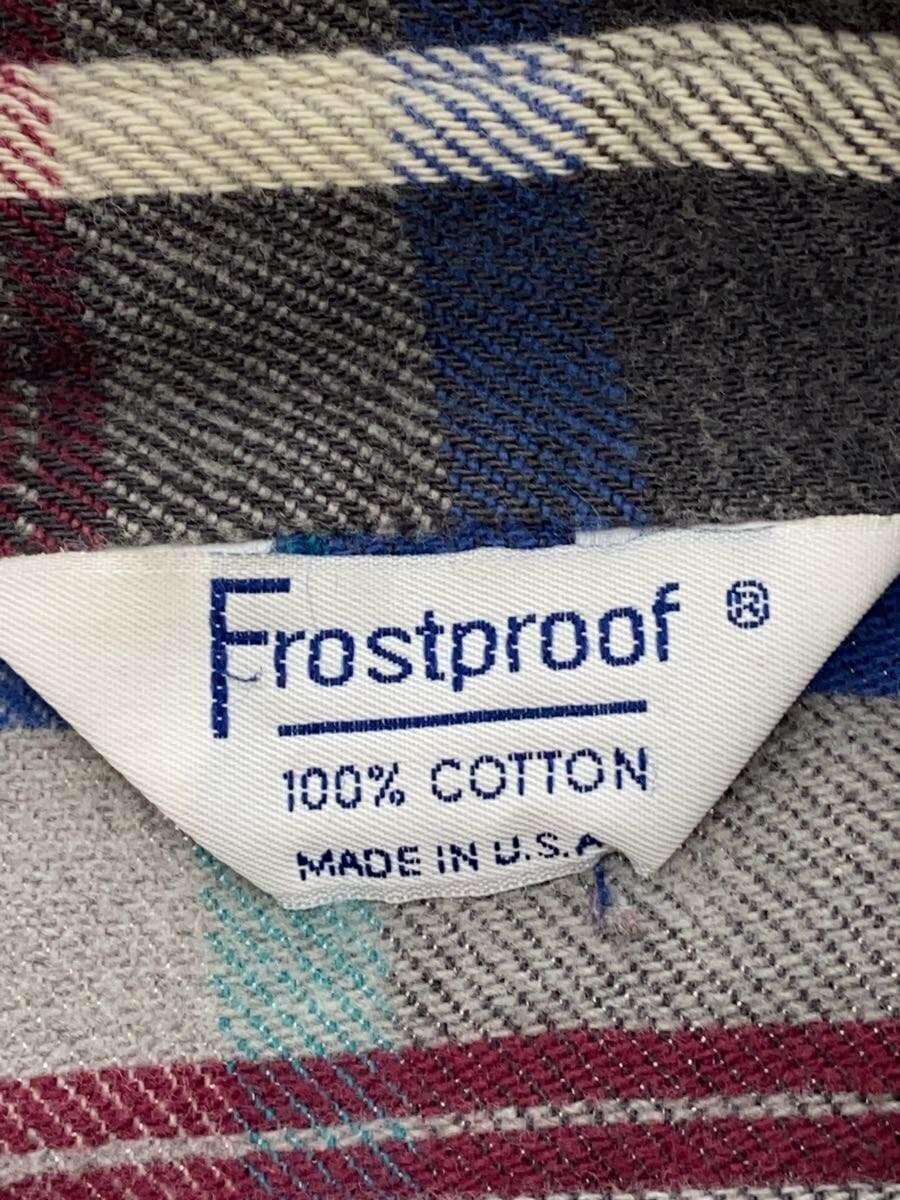 Frostproof ®
100% COTTON
MADE IN U.S.A